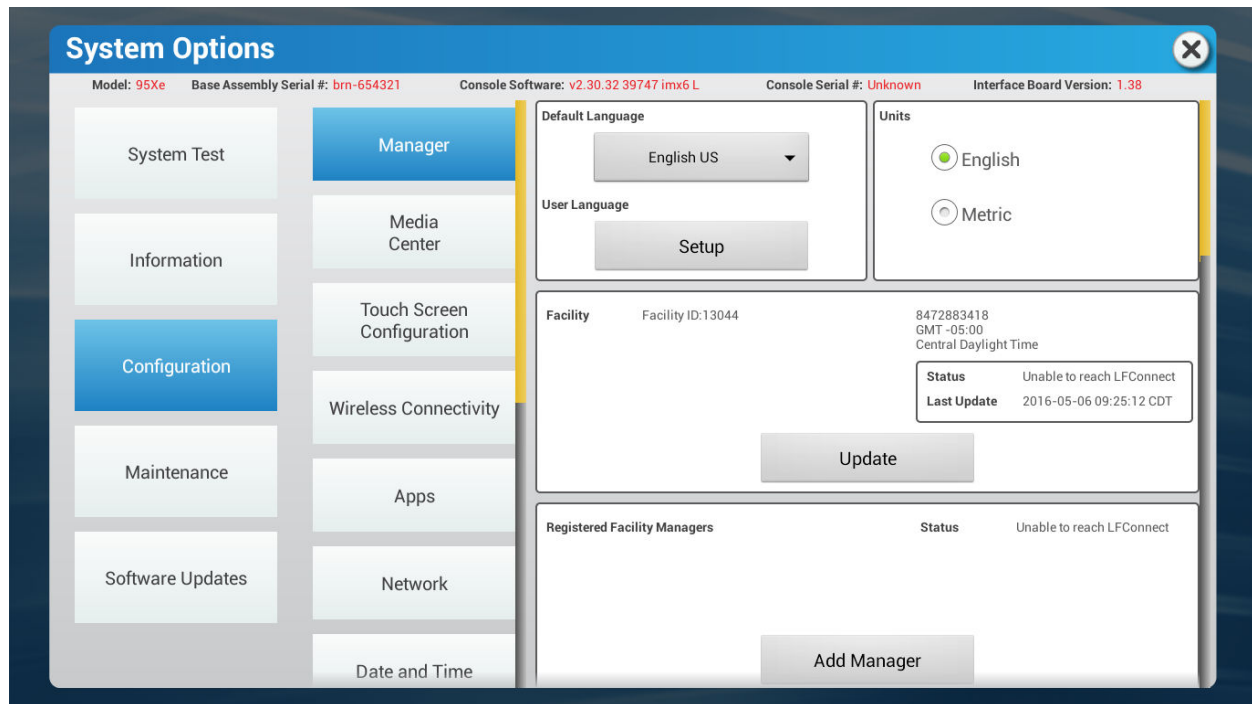 System Options
Model: 95Xe Base Assembly Serial #: brn-654321 Console Software: v2.30.32 39747 imx6 L Console Serial #: Unknown Interface Board Version: 1.38
System Test
Information
Configuration
Maintenance
Software Updates
Manager
Media
Center
Touch Screen
Configuration
Wireless Connectivity
Apps
Network
Date and Time
Default Language
English US
User Language
Setup
Units
English
Metric
Facility Facility ID:13044
8472883418
GMT -05:00
Central Daylight Time
Status Unable to reach LFConnect
Last Update 2016-05-06 09:25:12 CDT
Update
Registered Facility Managers Status Unable to reach LFConnect
Add Manager